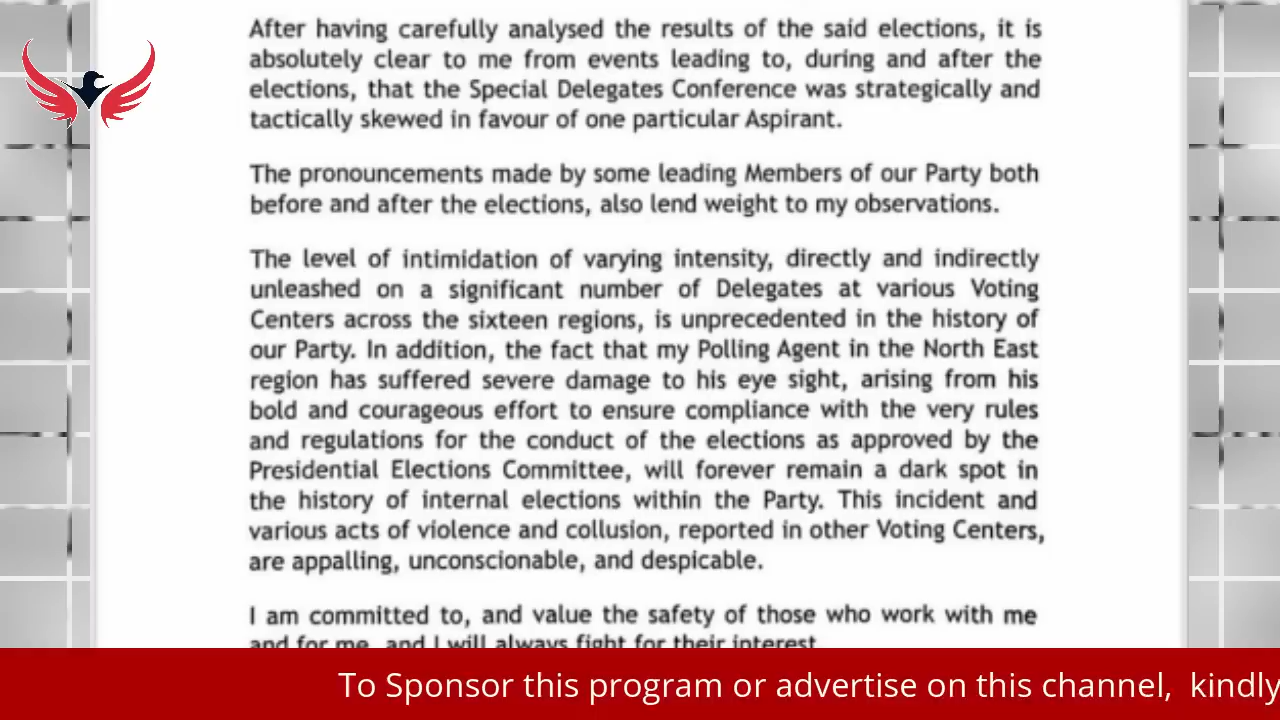 After having carefully analysed the results of the said elections, it is
absolutely clear to me from events leading to, during and after the
elections, that the Special Delegates Conference was strategically and
tactically skewed in favour of one particular Aspirant.
The pronouncements made by some leading Members of our Party both
before and after the elections, also lend weight to my observations.
The level of intimidation of varying intensity, directly and indirectly
unleashed on a significant number of Delegates at various Voting
Centers across the sixteen regions, is unprecedented in the history of
our Party. In addition, the fact that my Polling Agent in the North East
region has suffered severe damage to his eye sight, arising from his
bold and courageous effort to ensure compliance with the very rules
and regulations for the conduct of the elections as approved by the
Presidential Elections Committee, will forever remain a dark spot in
the history of internal elections within the Party. This incident and
various acts of violence and collusion, reported in other Voting Centers,
are appalling, unconscionable, and despicable.
I am committed to, and value the safety of those who work with me
and for me, and I will always fight for their interest.
To Sponsor this program or advertise on this channel, kindly